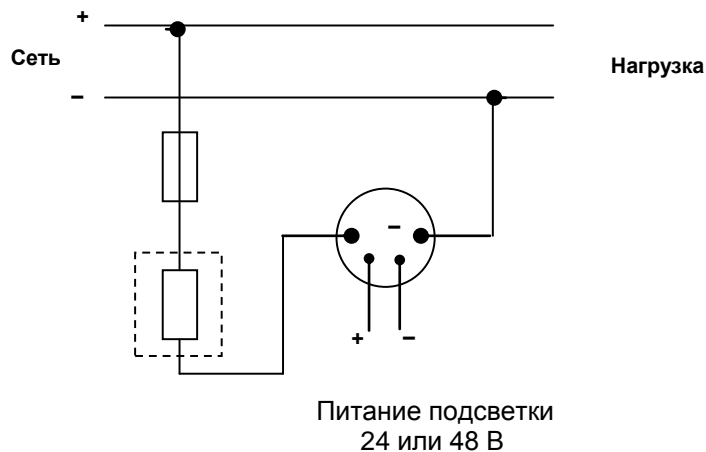 +
Сеть
Нагрузка
−
−
+ −
Питание подсветки
24 или 48 В